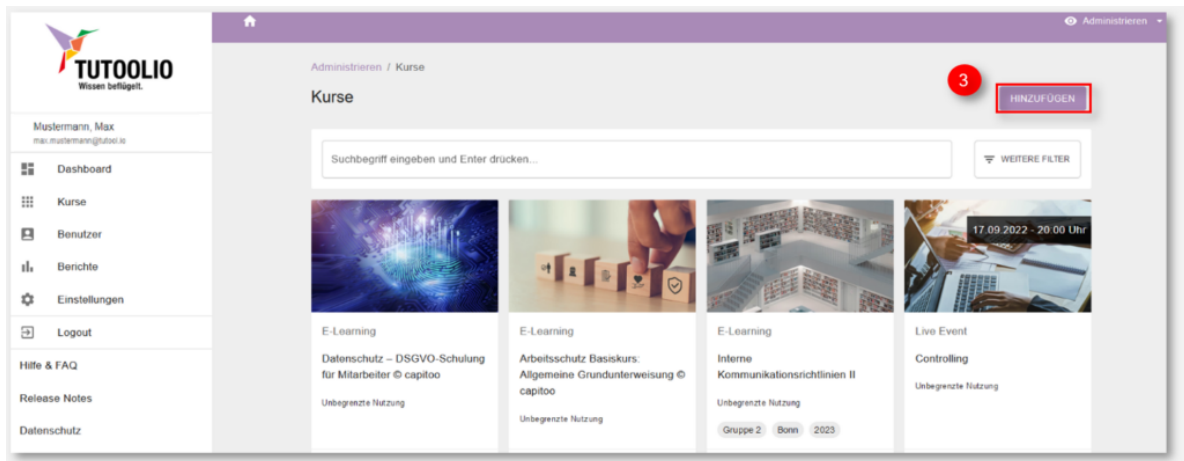 TUTOOLIO
Wissen beflügelt.
Mustermann, Max
max.mustermann@tutool.io
Dashboard
Kurse
Benutzer
Berichte
Einstellungen
Logout
Hilfe & FAQ
Release Notes
Datenschutz
Administrieren
Administrieren / Kurse
Kurse
3
HINZUFÜGEN
Suchbegriff eingeben und Enter drücken...
WEITERE FILTER
E-Learning
Datenschutz – DSGVO-Schulung
für Mitarbeiter © capitoo
Unbegrenzte Nutzung
E-Learning
Arbeitsschutz Basiskurs:
Allgemeine Grundunterweisung ©
capitoo
Unbegrenzte Nutzung
E-Learning
Interne
Kommunikationsrichtlinien II
Unbegrenzte Nutzung
Gruppe 2 Bonn 2023
17.09.2022 - 20:00 Uhr
Live Event
Controlling
Unbegrenzte Nutzung